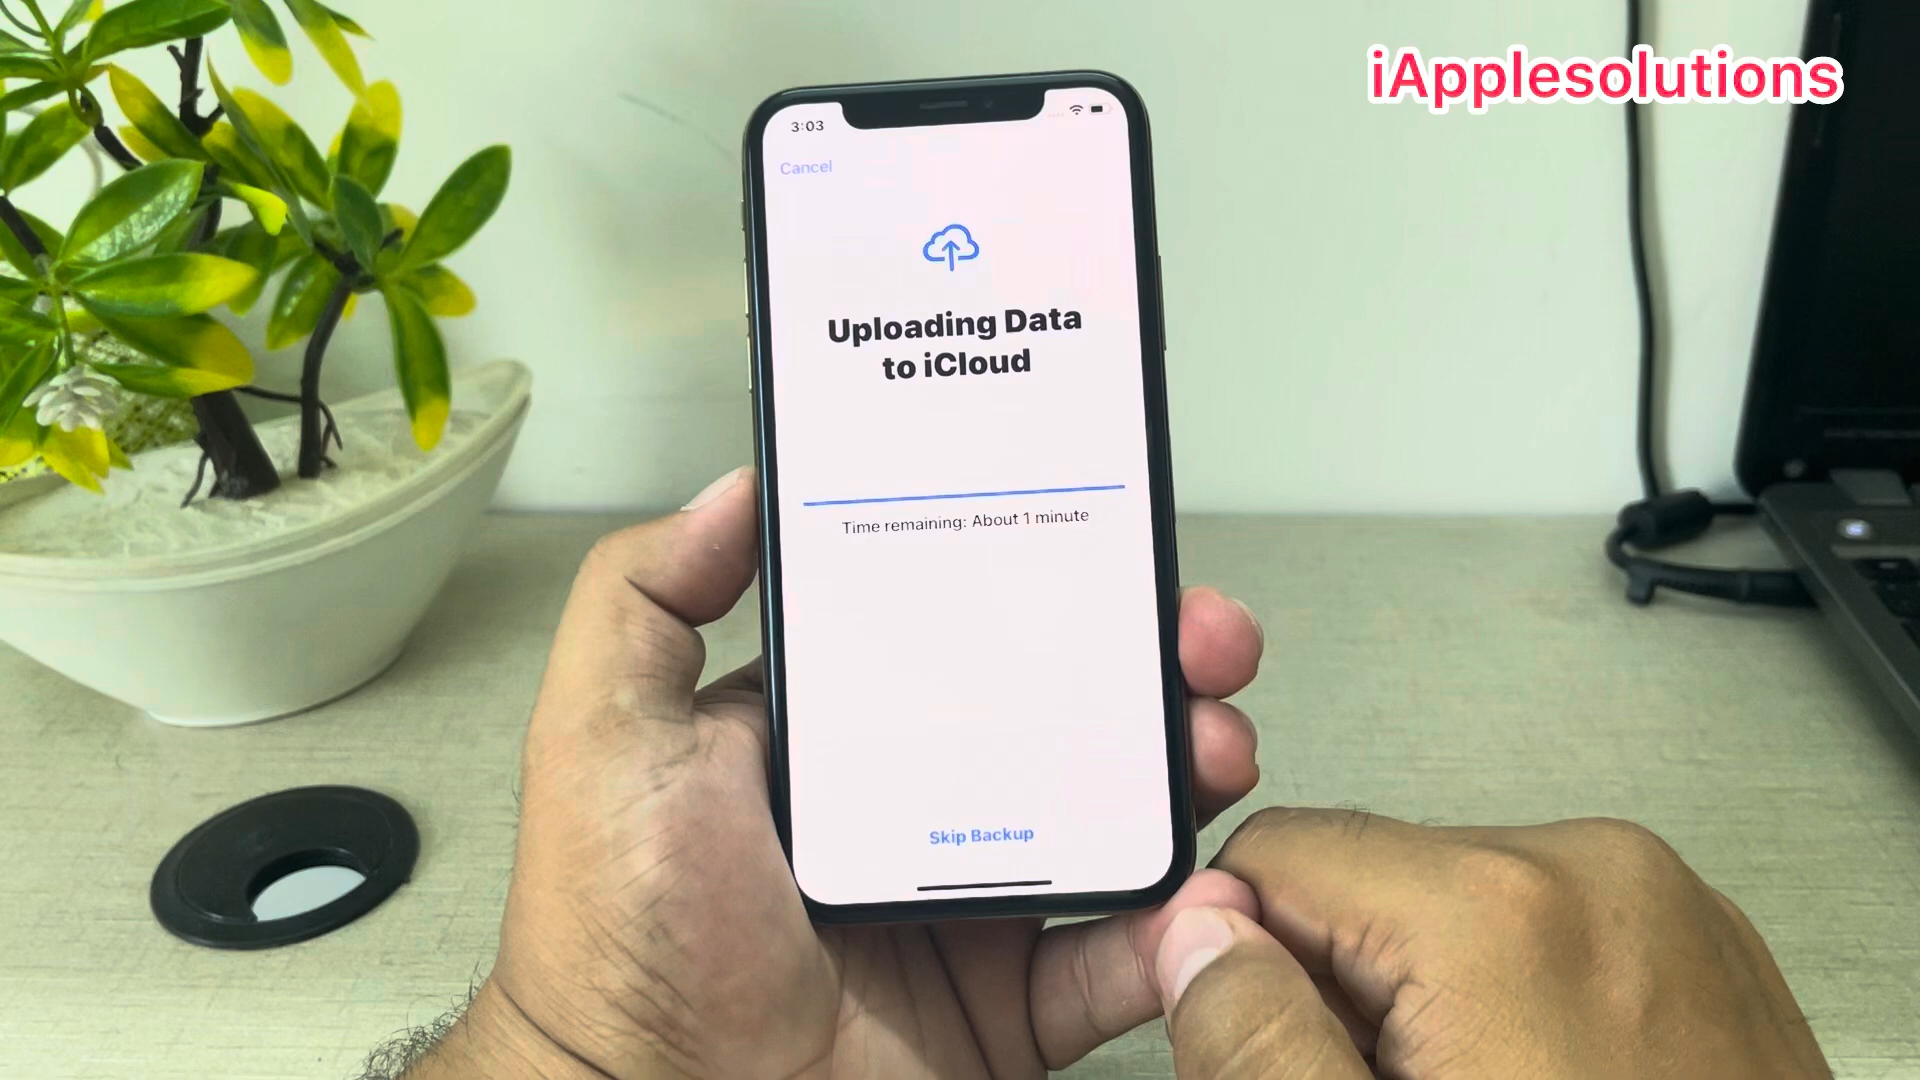 iApplesolutions
3:03
Cancel
Uploading Data
to iCloud
Time remaining: About 1 minute
Skip Backup